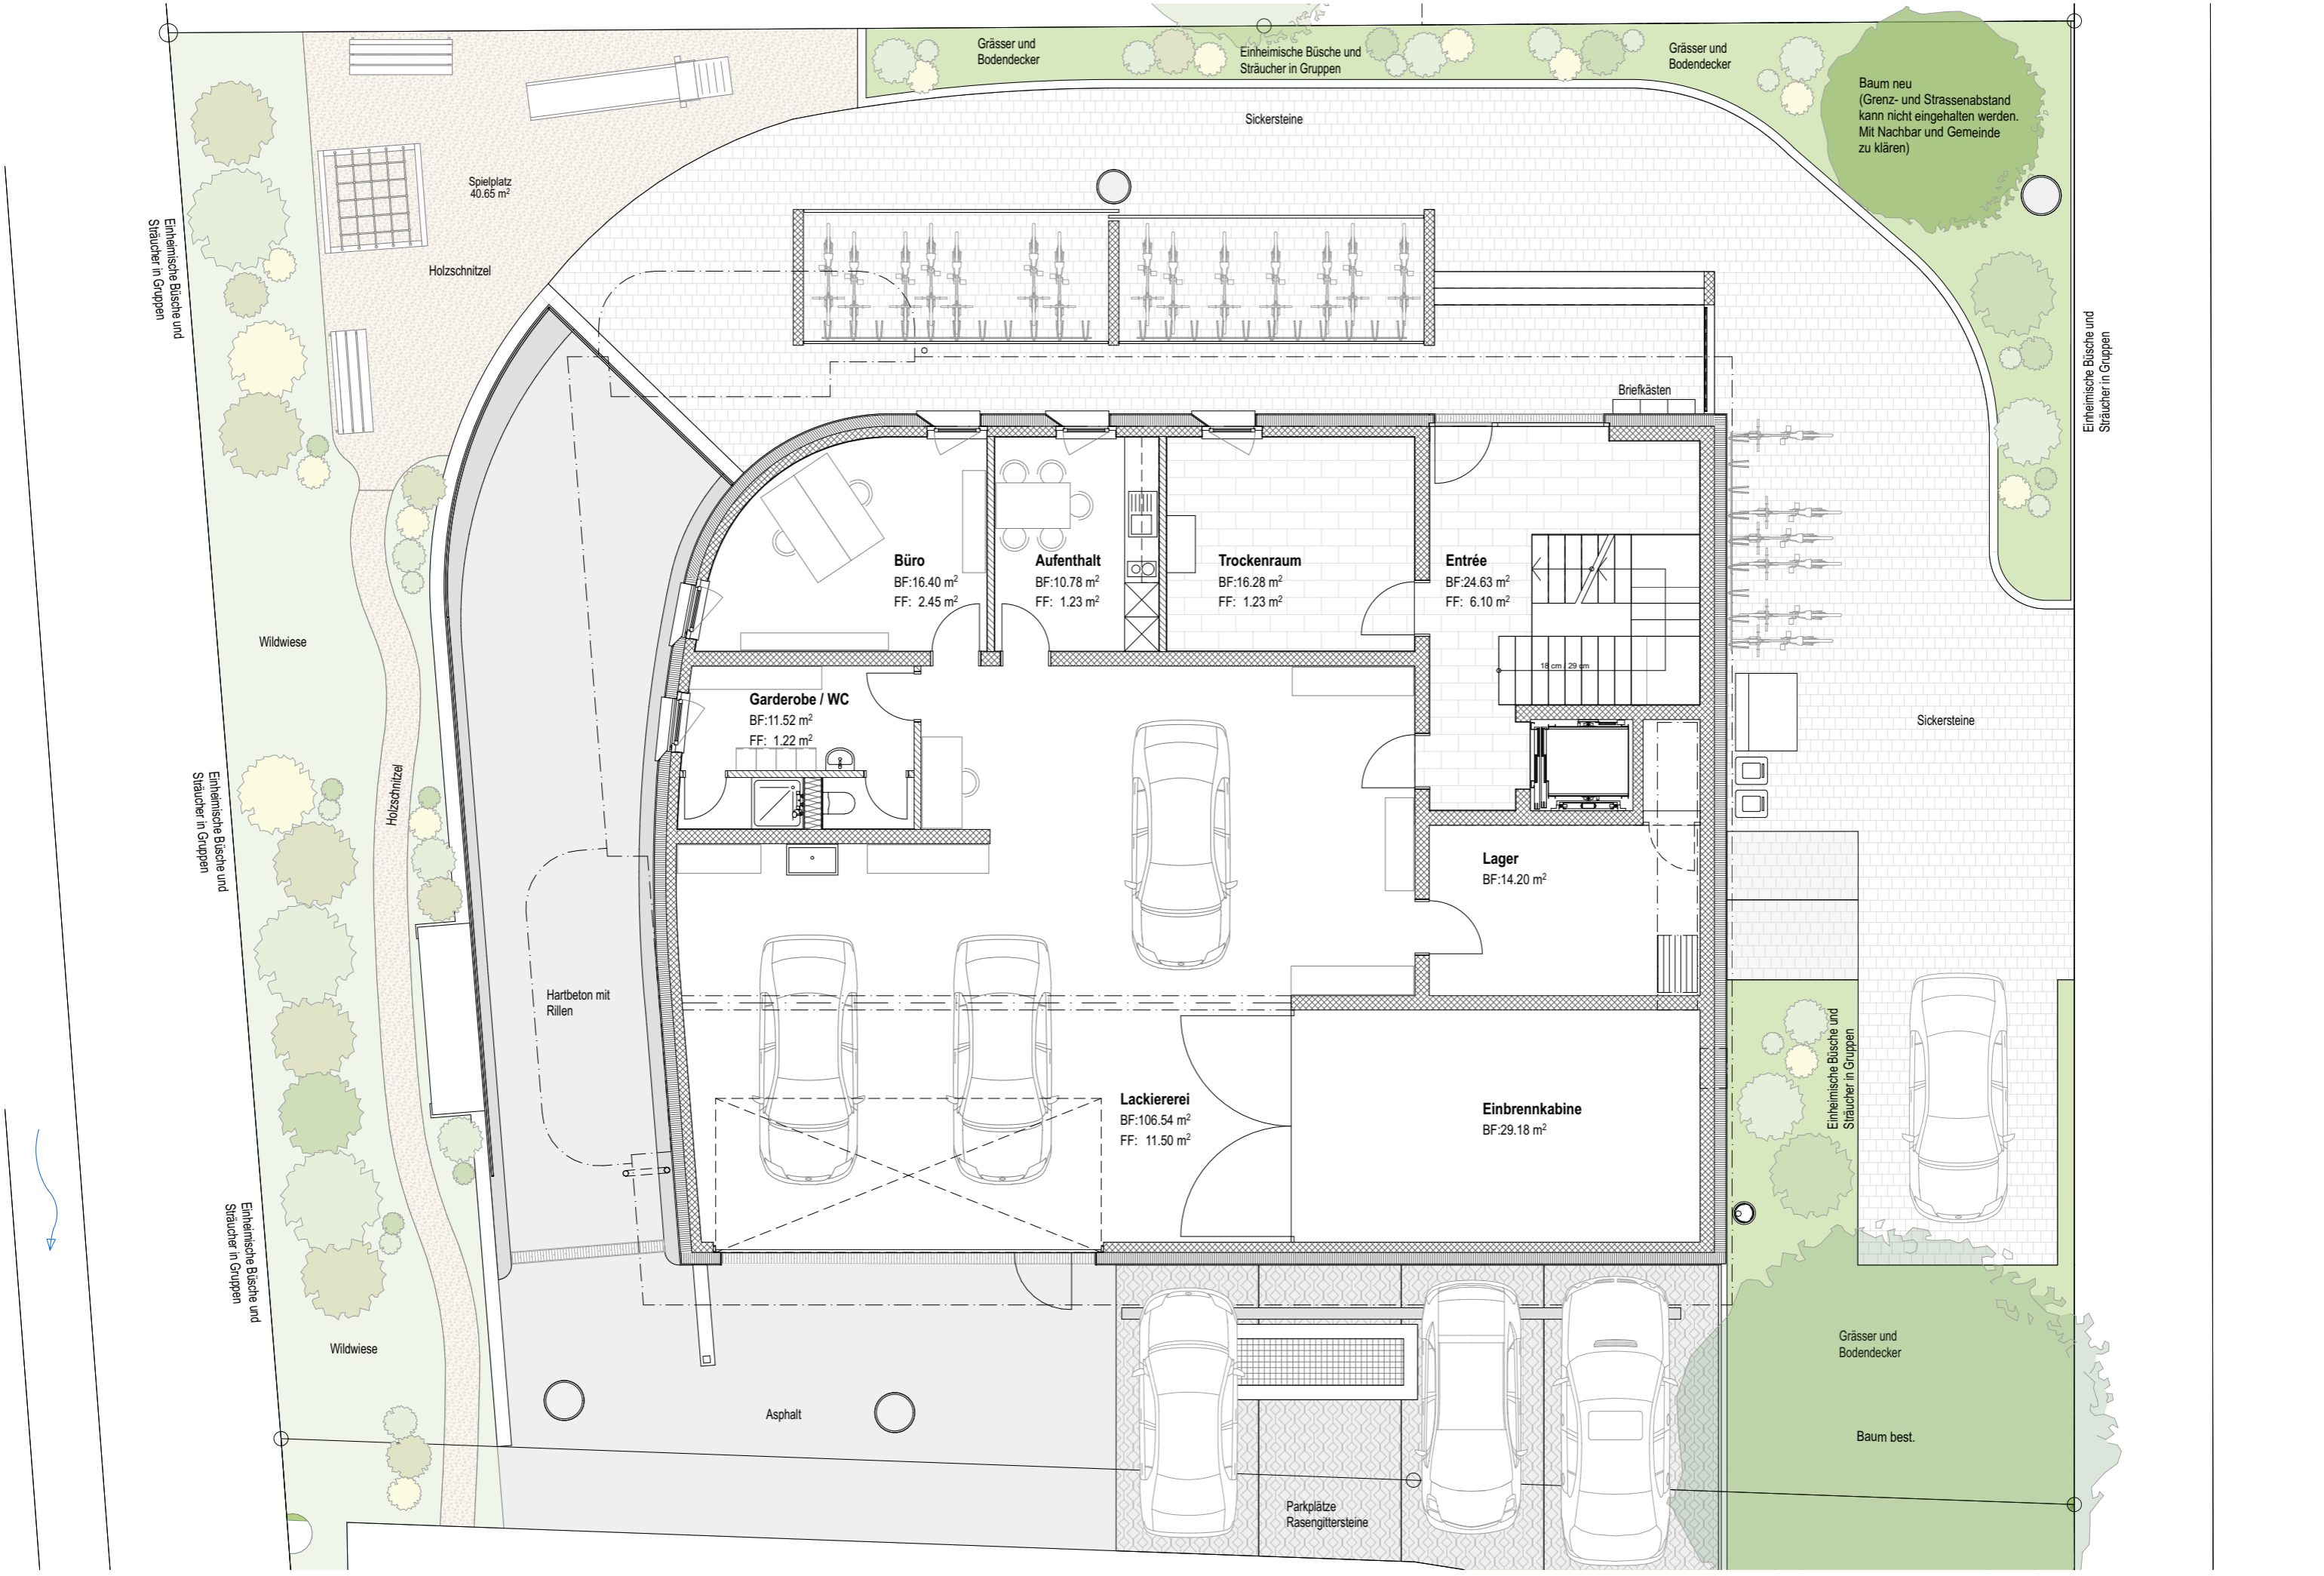 Grässer und
Bodendecker
Einheimische Büsche und
Sträucher in Gruppen
Grässer und
Bodendecker
Baum neu
(Grenz- und Strassenabstand
kann nicht eingehalten werden.
Mit Nachbar und Gemeinde
zu klären)
Sickersteine
Spielplatz
40.65 m²
Einheimische Büsche und
Sträucher in Gruppen
Holzschnitzel
Einheimische Büsche und
Sträucher in Gruppen
Briefkästen
Büro
BF:16.40 m²
FF: 2.45 m²
Aufenthalt
BF:10.78 m²
FF: 1.23 m²
Trockenraum
BF:16.28 m²
FF: 1.23 m²
Entrée
BF:24.63 m²
FF: 6.10 m²
18 cm / 29 cm
Wildwiese
Garderobe / WC
BF:11.52 m²
FF: 1.22 m²
Sickersteine
Einheimische Büsche und
Sträucher in Gruppen
Holzschnitzel
Lager
BF:14.20 m²
Hartbeton mit
Rillen
Einheimische Büsche und
Sträucher in Gruppen
Lackiererei
BF:106.54 m²
FF: 11.50 m²
Einbrennkabine
BF:29.18 m²
Einheimische Büsche und
Sträucher in Gruppen
Wildwiese
Grässer und
Bodendecker
Asphalt
Baum best.
Parkplätze
Rasengittersteine